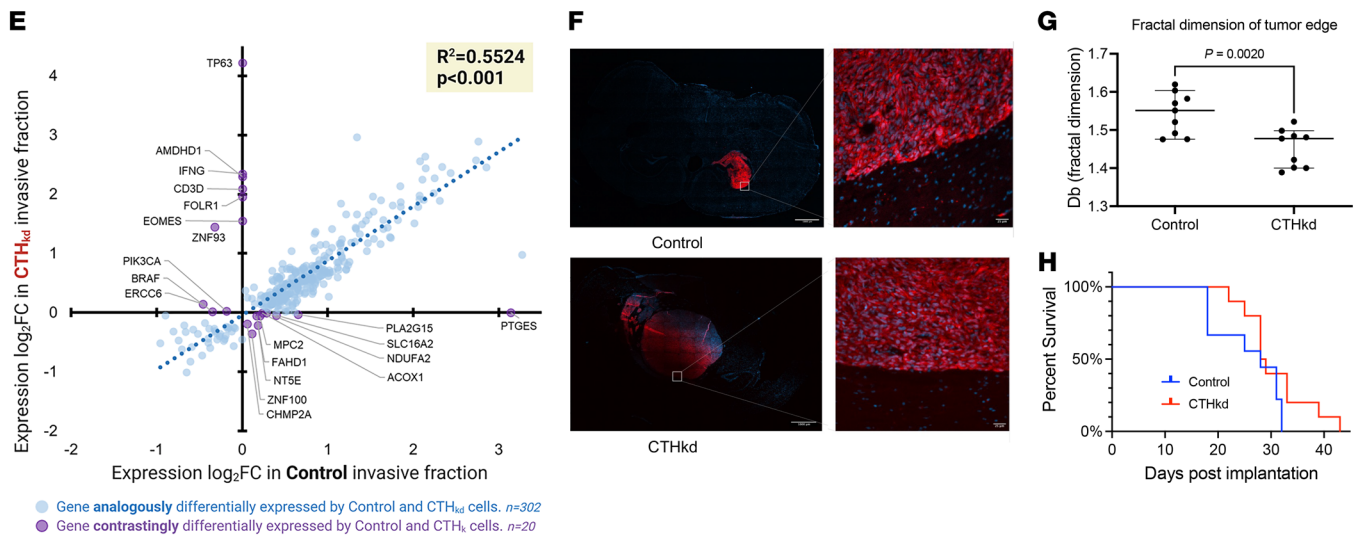 E
Expression log2FC in CTHkd invasive fraction
R2=0.5524
p<0.001
4
3
2
1
0
-1
-2
TP63
AMDHD1
IFNG
CD3D
FOLR1
EOMES
ZNF93
PIK3CA
BRAF
ERCC6
PTGES
PLA2G15
SLC16A2
NDUFA2
ACOX1
MPC2
FAHD1
NT5E
ZNF100
CHMP2A
-2 -1 0 1 2 3
Expression log2FC in Control invasive fraction
Gene analogously differentially expressed by Control and CTHkd cells. n=302
Gene contrastingly differentially expressed by Control and CTHk cells. n=20
F
Control
CTHkd
G
Fractal dimension of tumor edge
P = 0.0020
Db (fractal dimension)
1.7
1.6
1.5
1.4
1.3
Control CTHkd
H
Percent Survival
100%
50%
0%
Control
CTHkd
0 10 20 30 40
Days post implantation